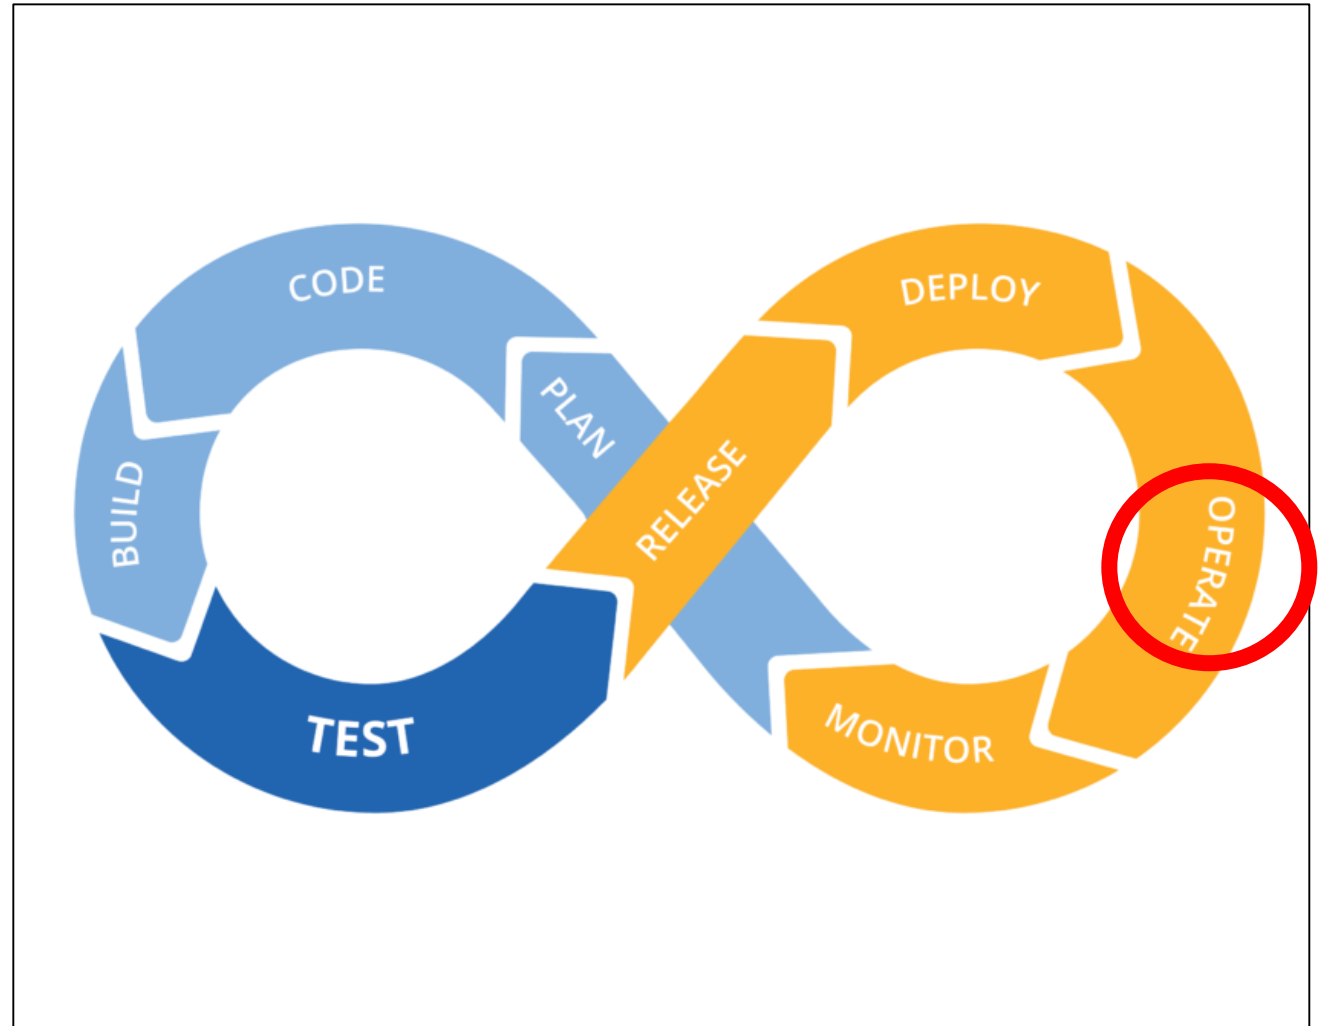 CODE
DEPLOY
PLAN
BUILD
RELEASE
OPERATE
TEST
MONITOR